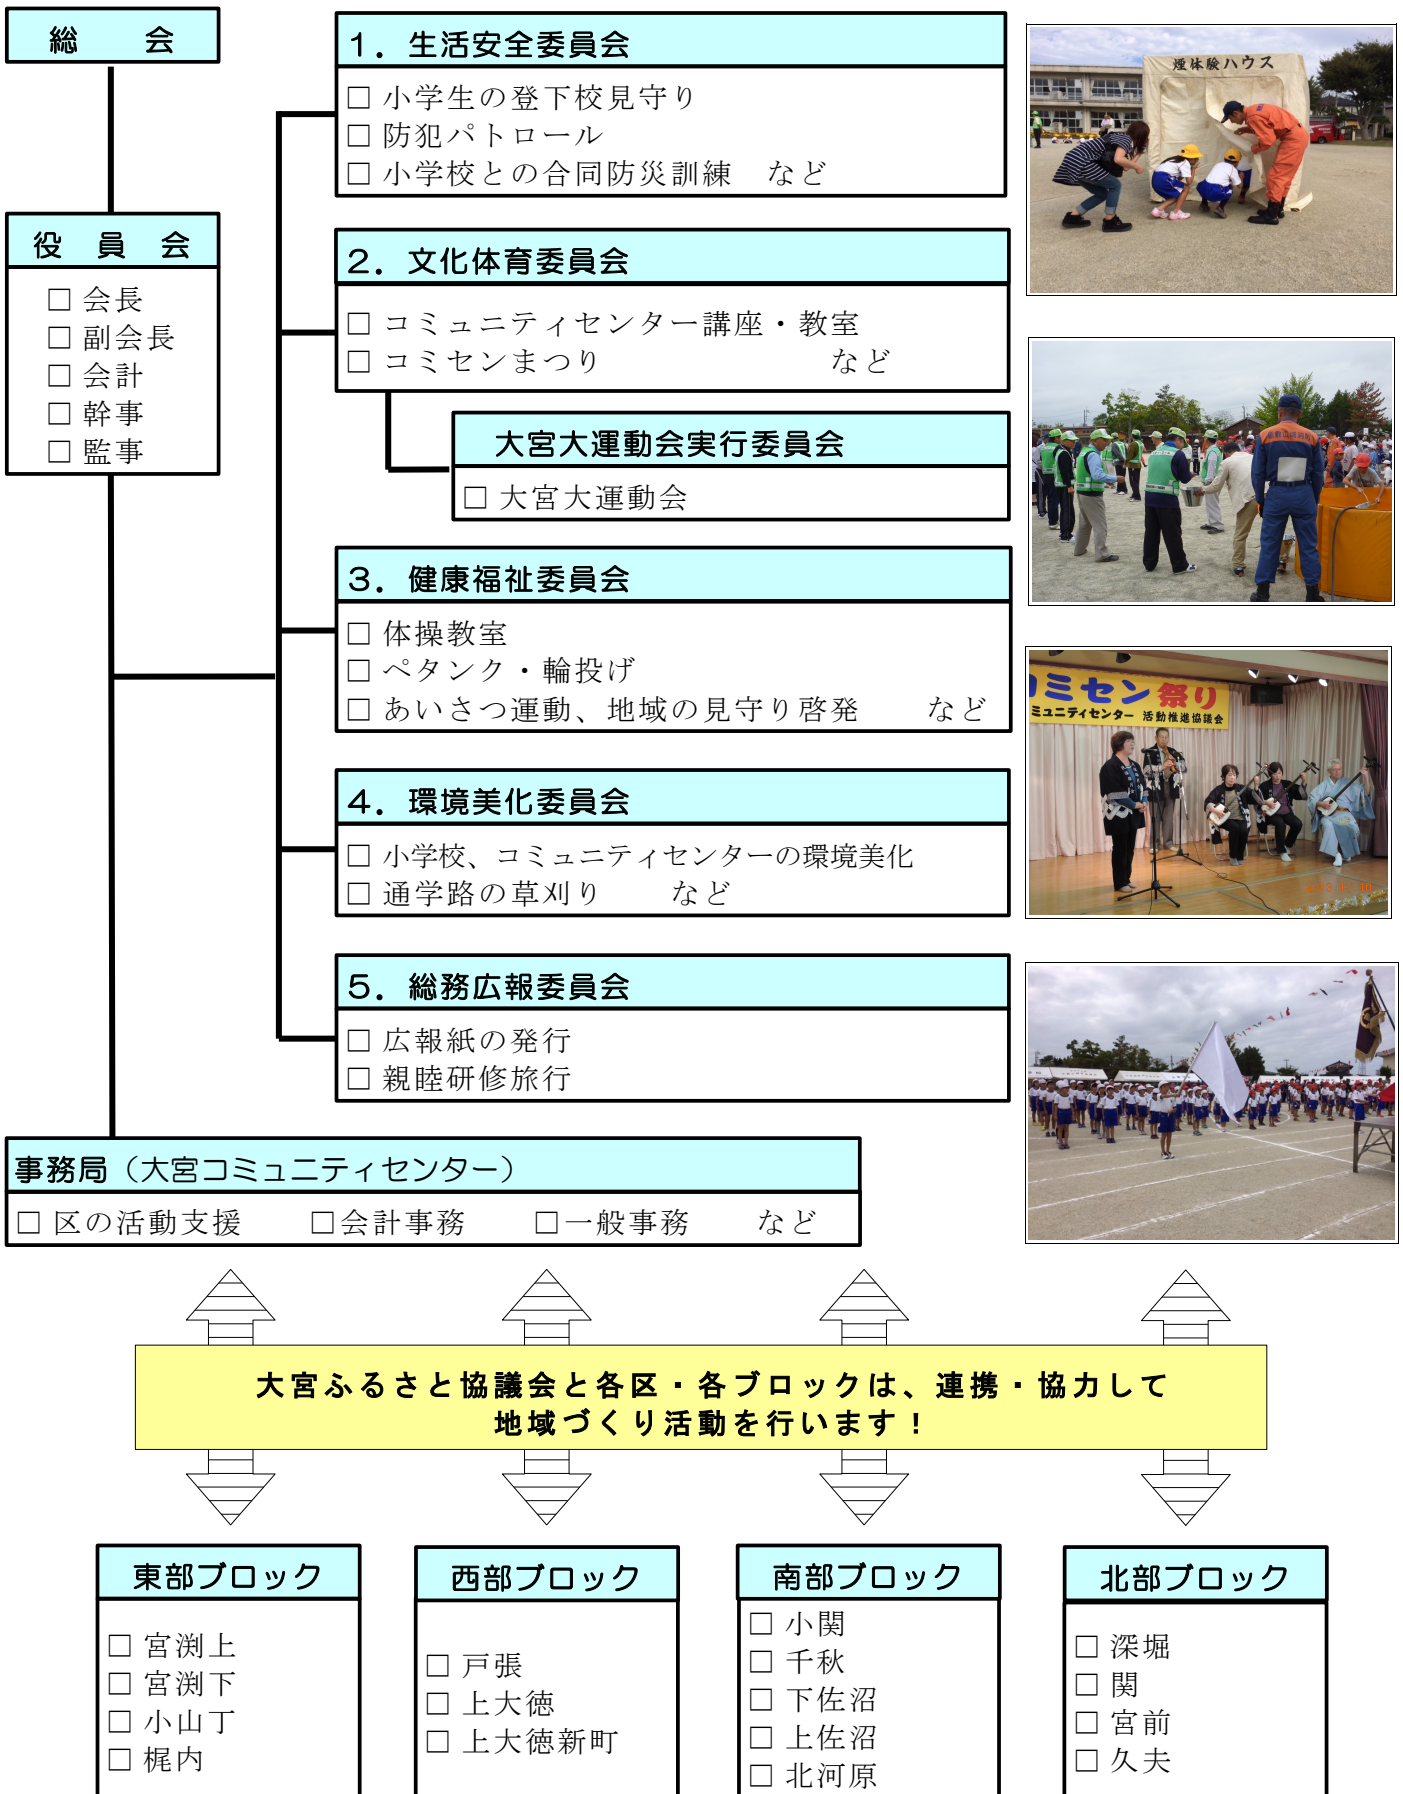 総　会
役　員　会
□ 会長
□ 副会長
□ 会計
□ 幹事
□ 監事
１．生活安全委員会
□ 小学生の登下校見守り
□ 防犯パトロール
□ 小学校との合同防災訓練　など
２．文化体育委員会
□ コミュニティセンター講座・教室
□ コミセンまつり　　　　　　　など
大宮大運動会実行委員会
□ 大宮大運動会
３．健康福祉委員会
□ 体操教室
□ ペタンク・輪投げ
□ あいさつ運動、地域の見守り啓発　　など
４．環境美化委員会
□ 小学校、コミュニティセンターの環境美化
□ 通学路の草刈り　　など
５．総務広報委員会
□ 広報紙の発行
□ 親睦研修旅行
煙体験ハウス
コミセン祭り
ミュニティセンター 活動推進協議会
事務局（大宮コミュニティセンター）
□ 区の活動支援　　□会計事務　　□一般事務　　など
大宮ふるさと協議会と各区・各ブロックは、連携・協力して
地域づくり活動を行います！
東部ブロック
□ 宮渕上
□ 宮渕下
□ 小山丁
□ 梶内
西部ブロック
□ 戸張
□ 上大徳
□ 上大徳新町
南部ブロック
□ 小関
□ 千秋
□ 下佐沼
□ 上佐沼
□ 北河原
北部ブロック
□ 深堀
□ 関
□ 宮前
□ 久夫